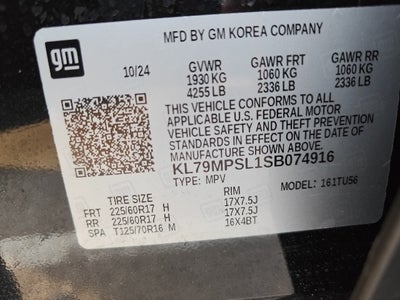 gm
MFD BY GM KOREA COMPANY
10/24 GVWR GAWR FRT GAWR RR
1930 KG 1060 KG 1060 KG
4255 LB 2336 LB 2336 LB
THIS VEHICLE CONFORMS TO ALL
APPLICABLE U.S. FEDERAL MOTOR
VEHICLE SAFETY, BUMPER, AND THEFT
PREVENTION STANDARDS IN EFFECT ON
THE DATE OF MANUFACTURE SHOWN ABOVE.
KL79MPSL1SB074916
TYPE: MPV MODEL: 161TU56
TIRE SIZE RIM
FRT 225/60R17 H 17X7.5J
RR 225/60R17 H 17X7.5J
SPA T125/70R16 M 16X4BT